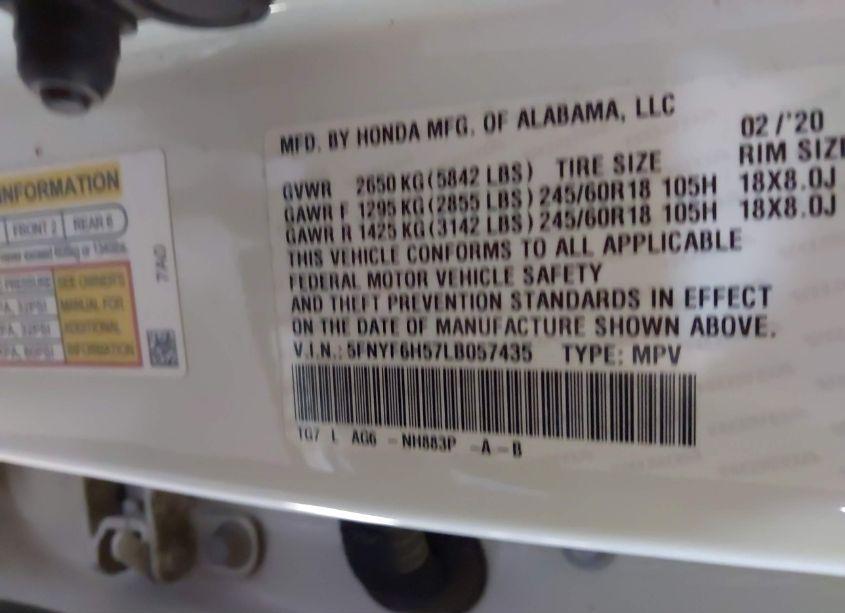 INFORMATION
FRONT 2 REAR 6
PRESSURE SEE OWNER'S
MANUAL FOR
ADDITIONAL
INFORMATION
7/AD
MFD. BY HONDA MFG. OF ALABAMA, LLC 02/'20
GVWR 2650 KG (5842 LBS) TIRE SIZE RIM SIZE
GAWR F 1295 KG (2855 LBS) 245/60R18 105H 18X8.0J
GAWR R 1425 KG (3142 LBS) 245/60R18 105H 18X8.0J
THIS VEHICLE CONFORMS TO ALL APPLICABLE
FEDERAL MOTOR VEHICLE SAFETY
AND THEFT PREVENTION STANDARDS IN EFFECT
ON THE DATE OF MANUFACTURE SHOWN ABOVE.
V.I.N.: 5FNYF6H57LB057435 TYPE: MPV
TG7 L AG6 - NH883P - A - B